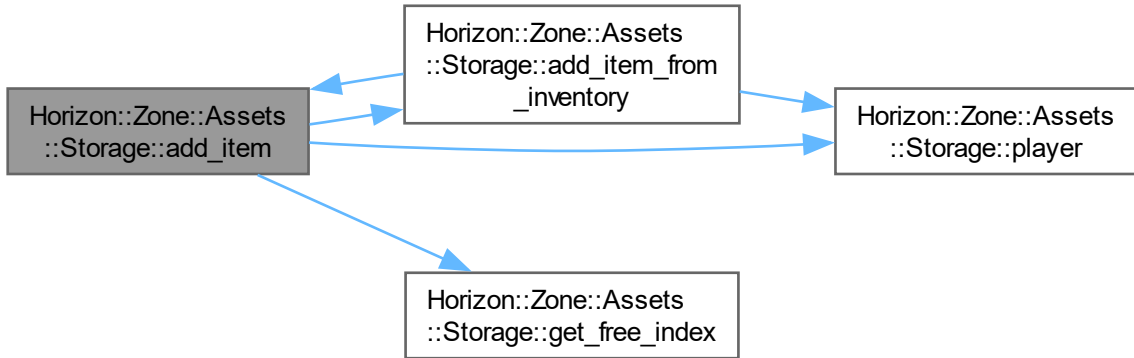 Horizon::Zone::Assets
::Storage::add_item
Horizon::Zone::Assets
::Storage::add_item_from
_inventory
Horizon::Zone::Assets
::Storage::player
Horizon::Zone::Assets
::Storage::get_free_index